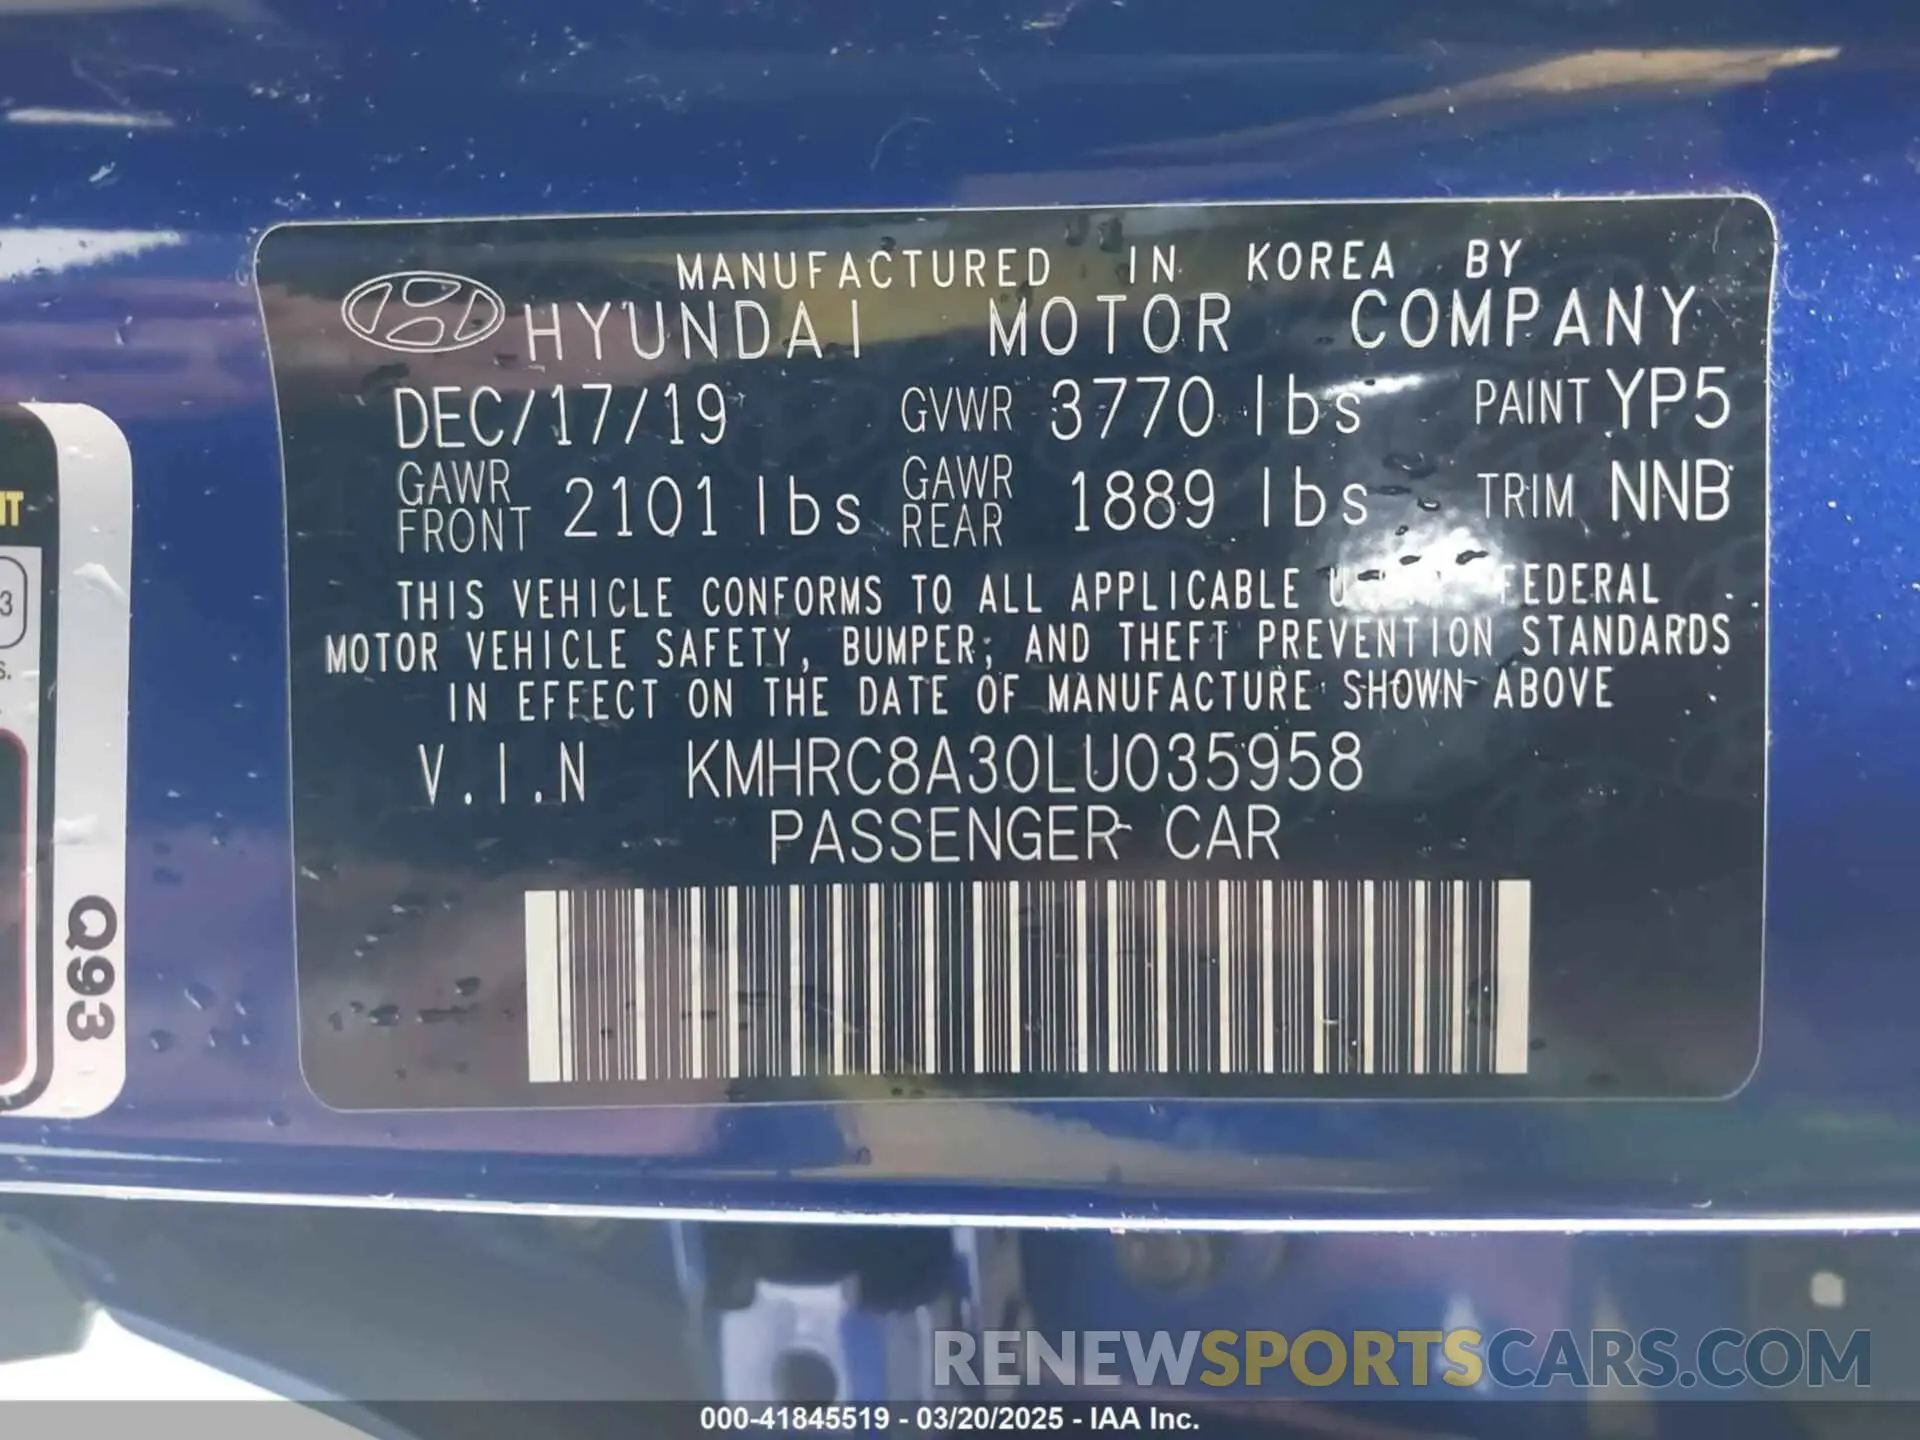 MANUFACTURED IN KOREA BY
HYUNDAI MOTOR COMPANY
DEC/17/19 GVWR 3770 lbs PAINT YP5
GAWR FRONT 2101 lbs GAWR REAR 1889 lbs TRIM NNB
THIS VEHICLE CONFORMS TO ALL APPLICABLE FEDERAL
MOTOR VEHICLE SAFETY, BUMPER, AND THEFT PREVENTION STANDARDS
IN EFFECT ON THE DATE OF MANUFACTURE SHOWN ABOVE
V.I.N KMHRC8A30LU035958
PASSENGER CAR
Q93
RENEWSPORTSCARS.COM
000-41845519 - 03/20/2025 - IAA Inc.